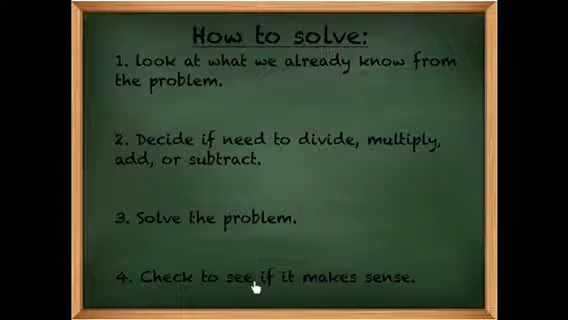 How to solve:
1. look at what we already know from
the problem.
2. Decide if need to divide, multiply,
add, or subtract.
3. Solve the problem.
4. Check to see if it makes sense.